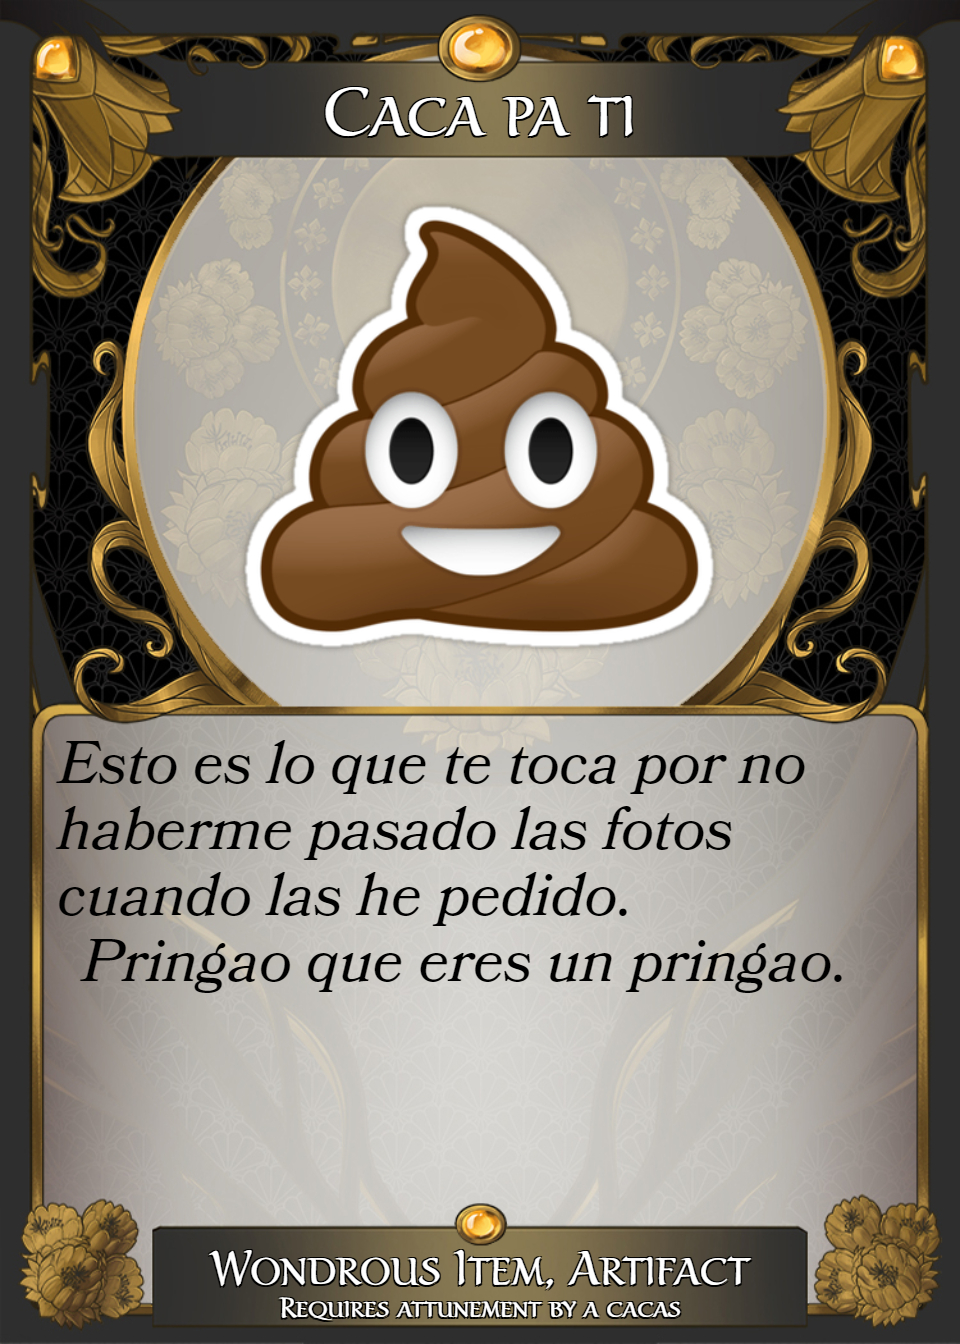 Caca pa ti
Esto es lo que te toca por no
haberme pasado las fotos
cuando las he pedido.
Pringao que eres un pringao.
Wondrous Item, Artifact
Requires attunement by a cacas